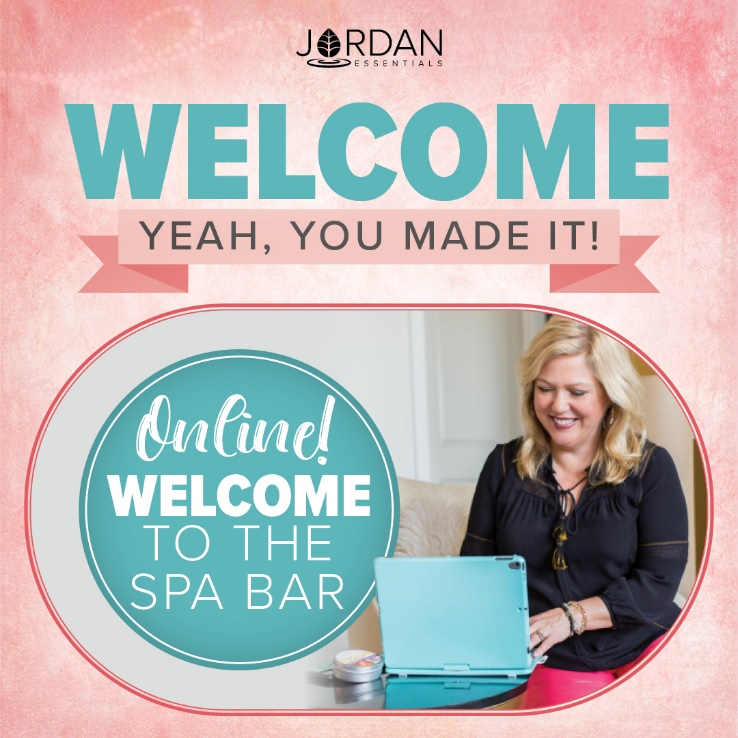 JORDAN
ESSENTIALS
WELCOME
YEAH, YOU MADE IT!
Online!
WELCOME
TO THE
SPA BAR